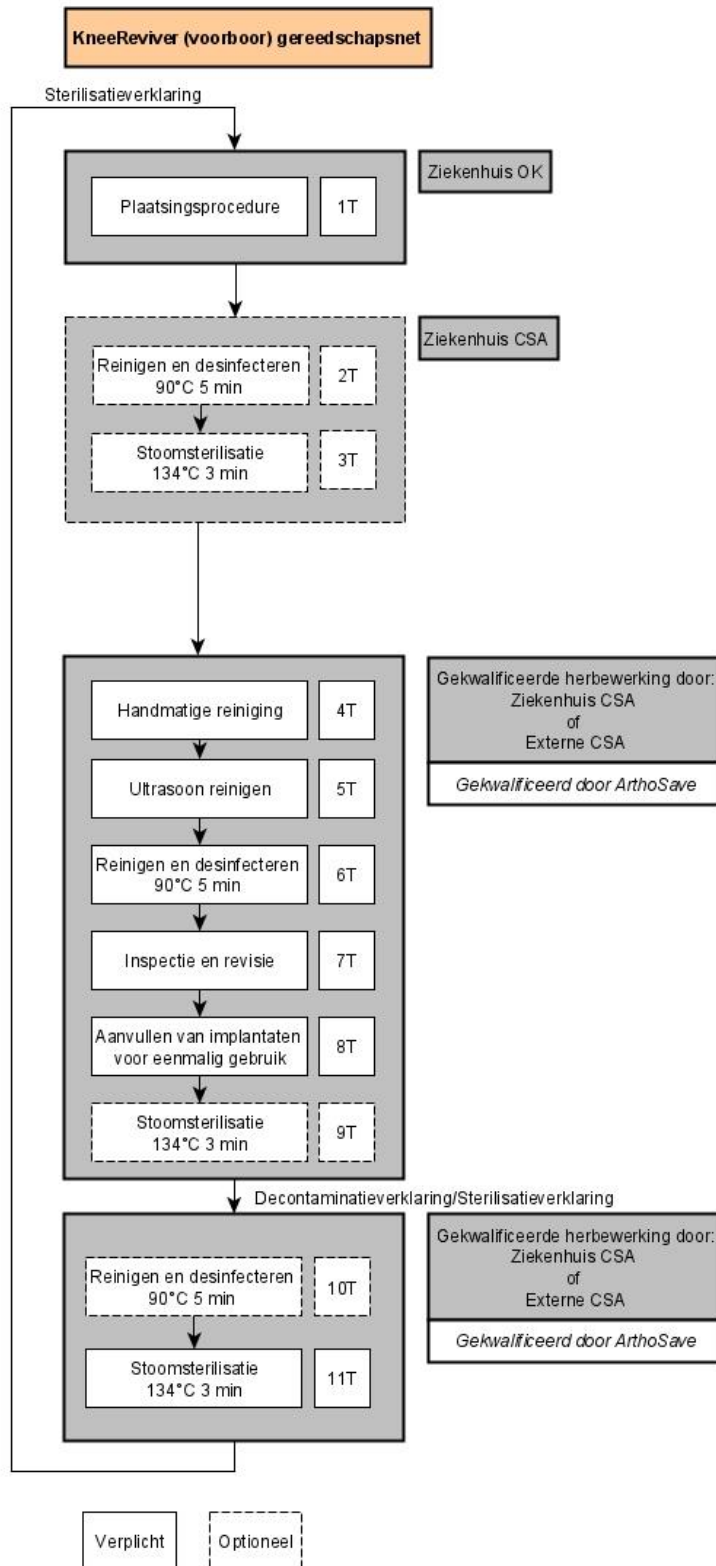 KneeReviver (voorboor) gereedschapsnet
Sterilisatieverklaring
Ziekenhuis OK
Plaatsingsprocedure
1T
Ziekenhuis CSA
Reinigen en desinfecteren
90°C 5 min
2T
Stoomsterilisatie
134°C 3 min
3T
Gekwalificeerde herbewerking door:
Ziekenhuis CSA
of
Externe CSA
Gekwalificeerd door ArthoSave
Handmatige reiniging
4T
Ultrasoon reinigen
5T
Reinigen en desinfecteren
90°C 5 min
6T
Inspectie en revisie
7T
Aanvullen van implantaten
voor eenmalig gebruik
8T
Stoomsterilisatie
134°C 3 min
9T
Decontaminatieverklaring/Sterilisatieverklaring
Gekwalificeerde herbewerking door:
Ziekenhuis CSA
of
Externe CSA
Gekwalificeerd door ArthoSave
Reinigen en desinfecteren
90°C 5 min
10T
Stoomsterilisatie
134°C 3 min
11T
Verplicht
Optioneel